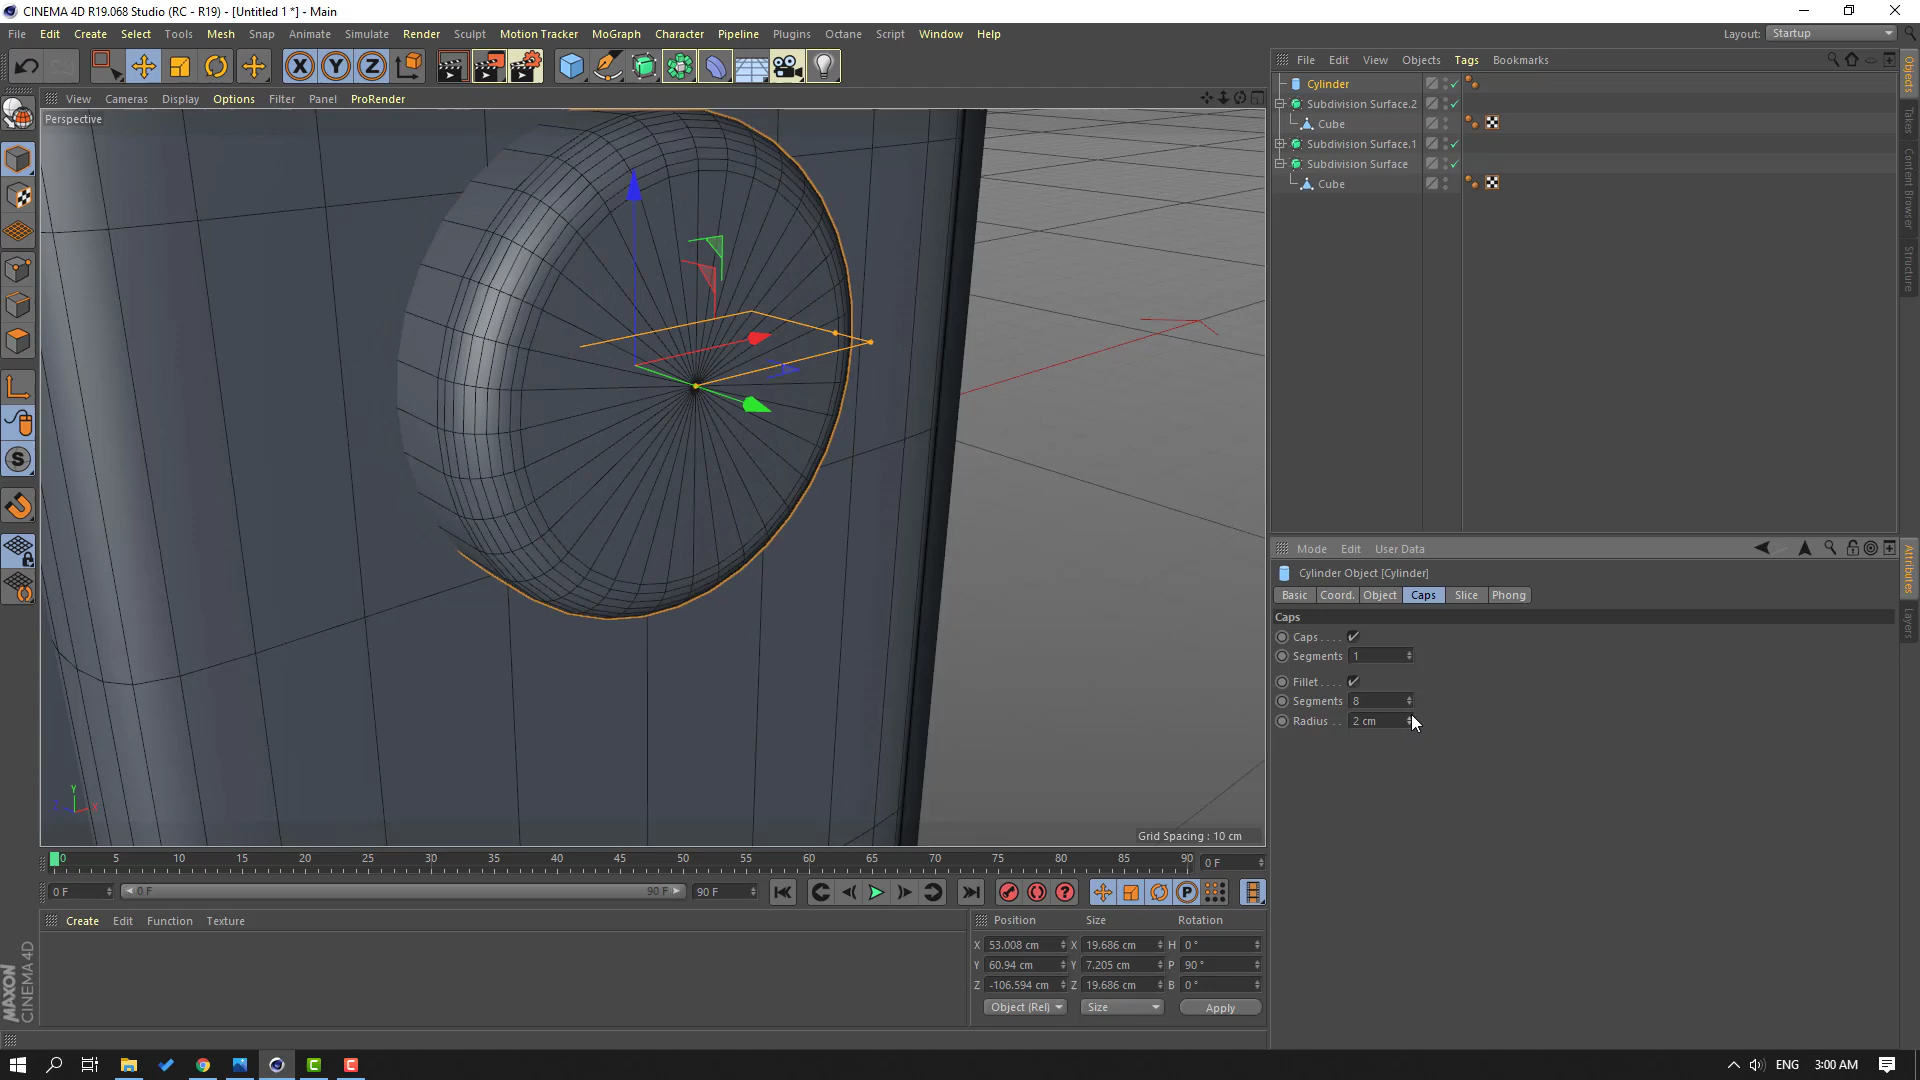 CINEMA 4D R19.068 Studio (RC - R19) - [Untitled 1 *] - Main
File Edit Create Select Tools Mesh Snap Animate Simulate Render Sculpt Motion Tracker MoGraph Character Pipeline Plugins Octane Script Window Help
Layout: Startup
View Cameras Display Options Filter Panel ProRender
File Edit View Objects Tags Bookmarks
Perspective
Cylinder
Subdivision Surface.2
Cube
Subdivision Surface.1
Subdivision Surface
Cube
Objects
Takes
Content Browser
Structure
Mode Edit User Data
Cylinder Object [Cylinder]
Basic Coord. Object Caps Slice Phong
Caps
Caps . . . .
Segments 1
Fillet . . . .
Segments 8
Radius . . 2 cm
Attributes
Layers
Y
X
Grid Spacing : 10 cm
0 5 10 15 20 25 30 35 40 45 50 55 60 65 70 75 80 85 90
0 F
0 F 0 F 90 F 90 F
Create Edit Function Texture
Position Size Rotation
X 53.008 cm X 19.686 cm H 0 °
Y 60.94 cm Y 7.205 cm P 90 °
Z -106.594 cm Z 19.686 cm B 0 °
Object (Rel) Size Apply
MAXON
CINEMA 4D
ENG 3:00 AM